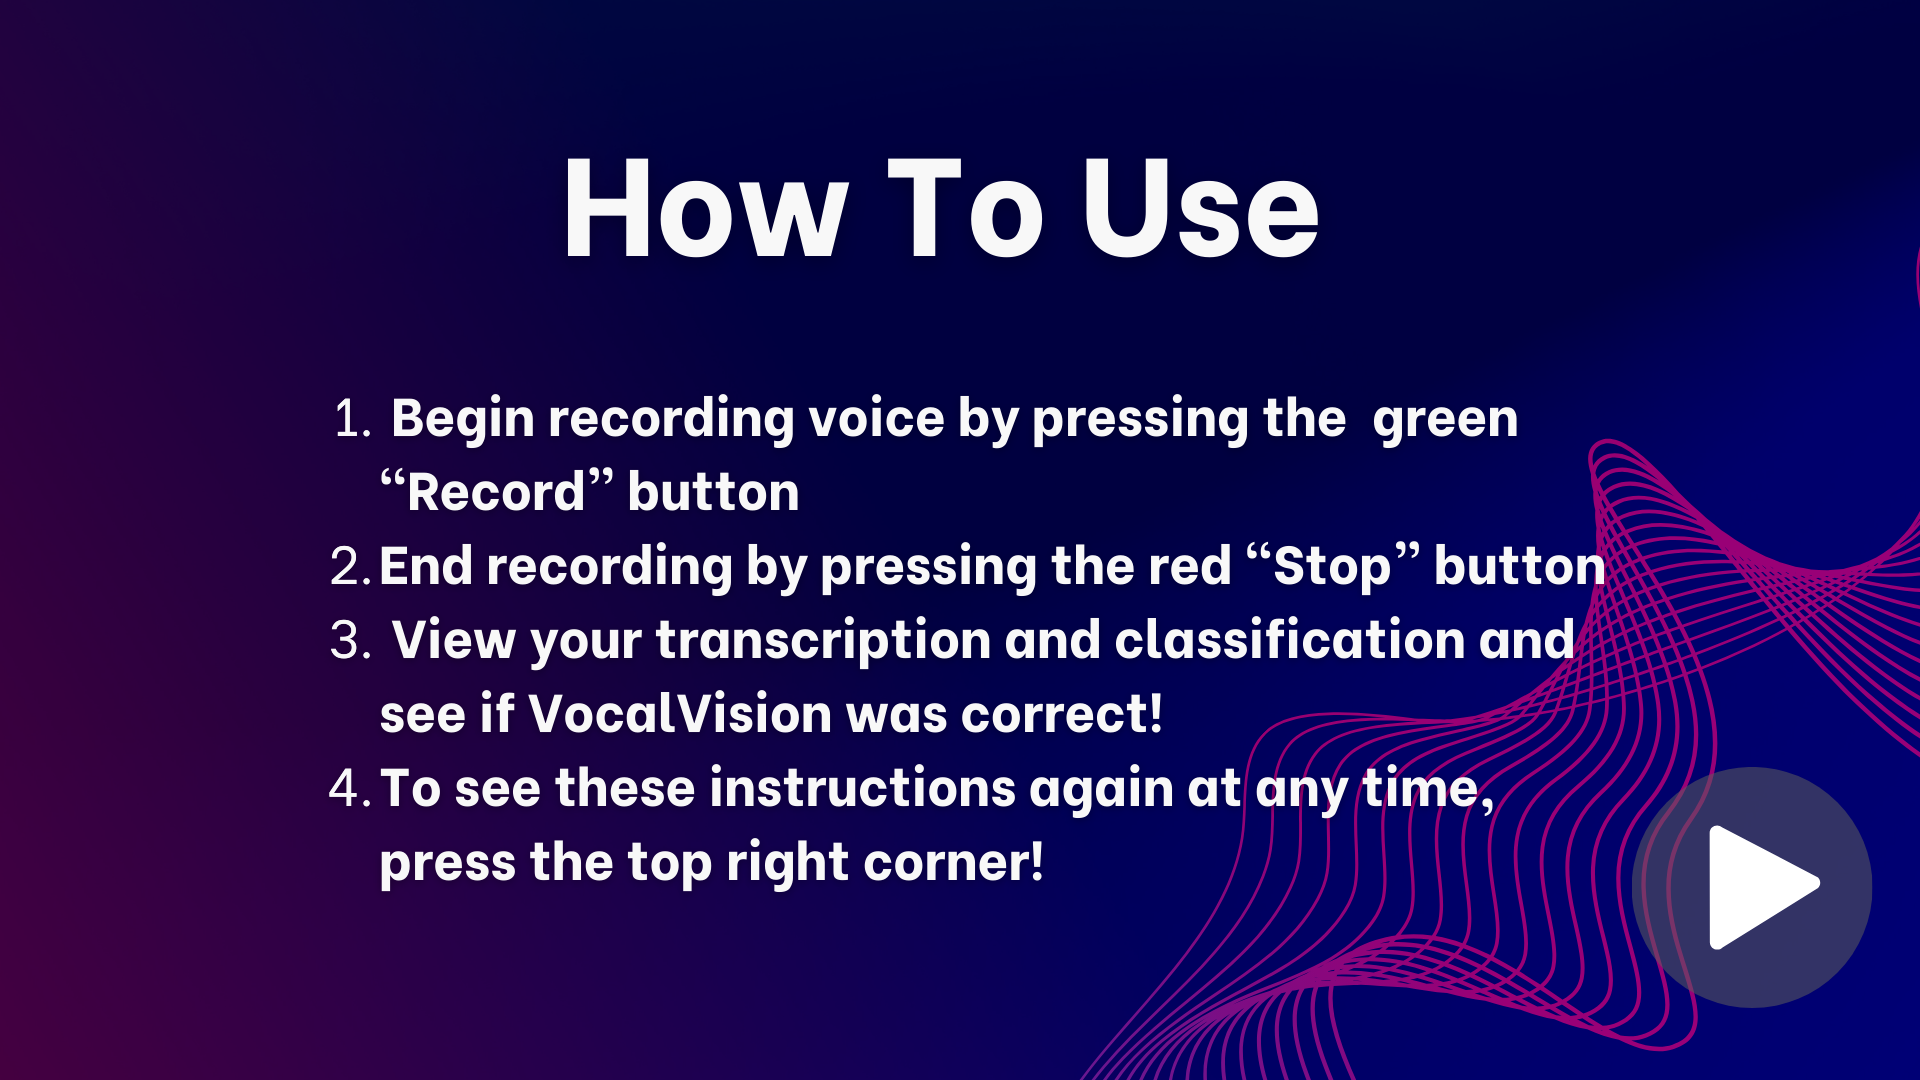 How To Use
1. Begin recording voice by pressing the  green
“Record” button
2. End recording by pressing the red “Stop” button
3. View your transcription and classification and
see if VocalVision was correct!
4. To see these instructions again at any time,
press the top right corner!